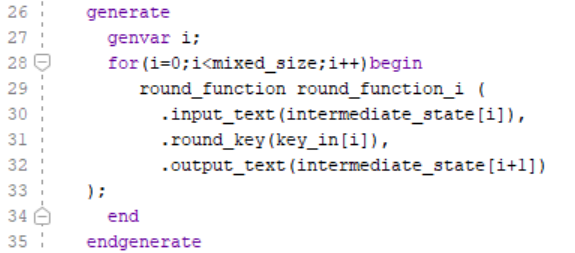 26 generate
27 genvar i;
28 for(i=0;i<mixed_size;i++)begin
29 round_function round_function_i (
30 .input_text(intermediate_state[i]),
31 .round_key(key_in[i]),
32 .output_text(intermediate_state[i+1])
33 );
34 end
35 endgenerate